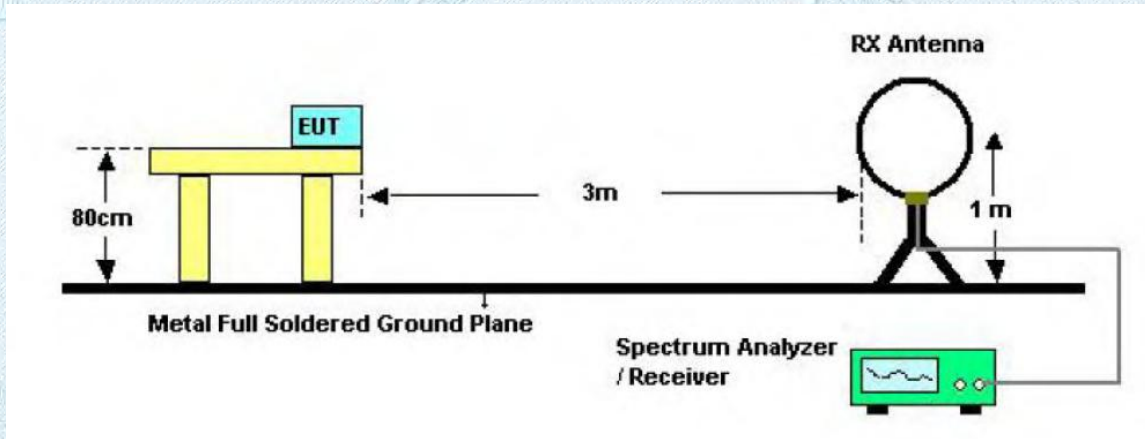 RX Antenna
EUT
80cm
3m
1 m
Metal Full Soldered Ground Plane
Spectrum Analyzer
/ Receiver